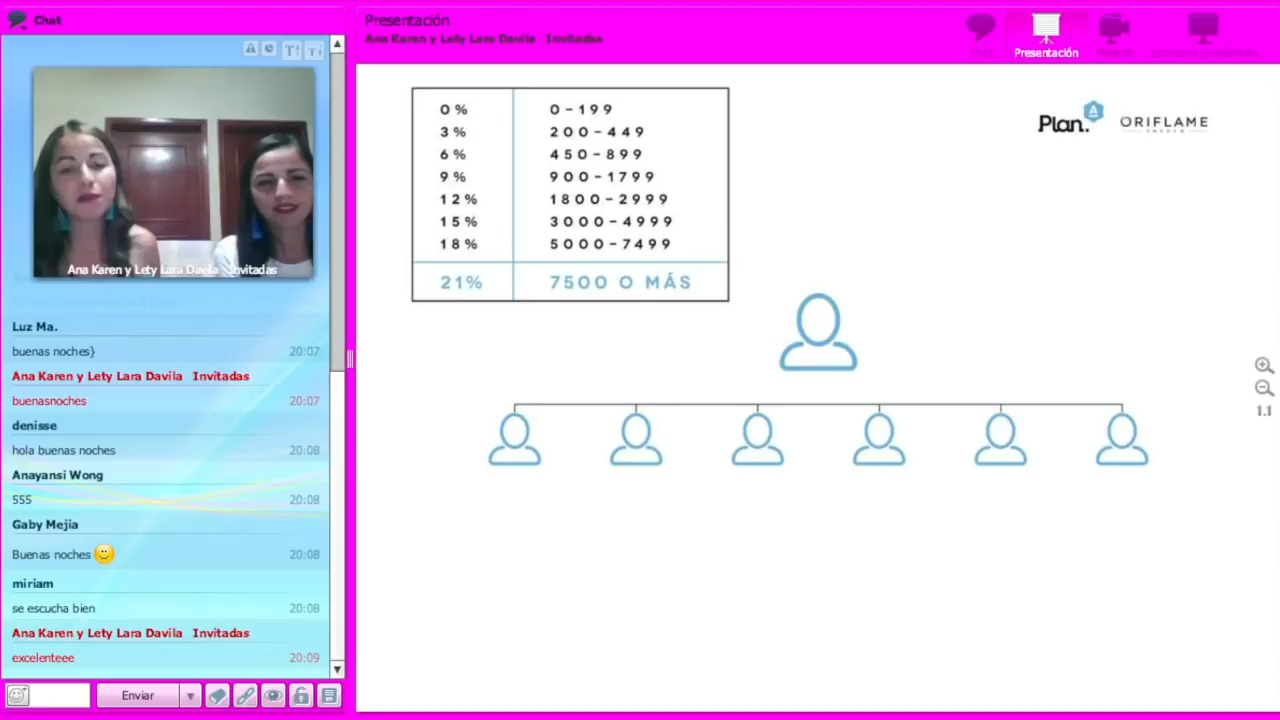 Chat
Ana Karen y Lety Lara Davila Invitadas
Luz Ma.
buenas noches}
20:07
Ana Karen y Lety Lara Davila Invitadas
buenasnoches
20:07
denisse
hola buenas noches
20:08
Anayansi Wong
555
20:08
Gaby Mejia
Buenas noches
20:08
miriam
se escucha bien
20:08
Ana Karen y Lety Lara Davila Invitadas
excelenteee
20:09
Enviar
Presentación
Ana Karen y Lety Lara Davila Invitadas
Chat
Presentación
0% 0-199
3% 200-449
6% 450-899
9% 900-1799
12% 1800-2999
15% 3000-4999
18% 5000-7499
21% 7500 O MÁS
Plan. A
ORIFLAME
SWEDEN
1.1